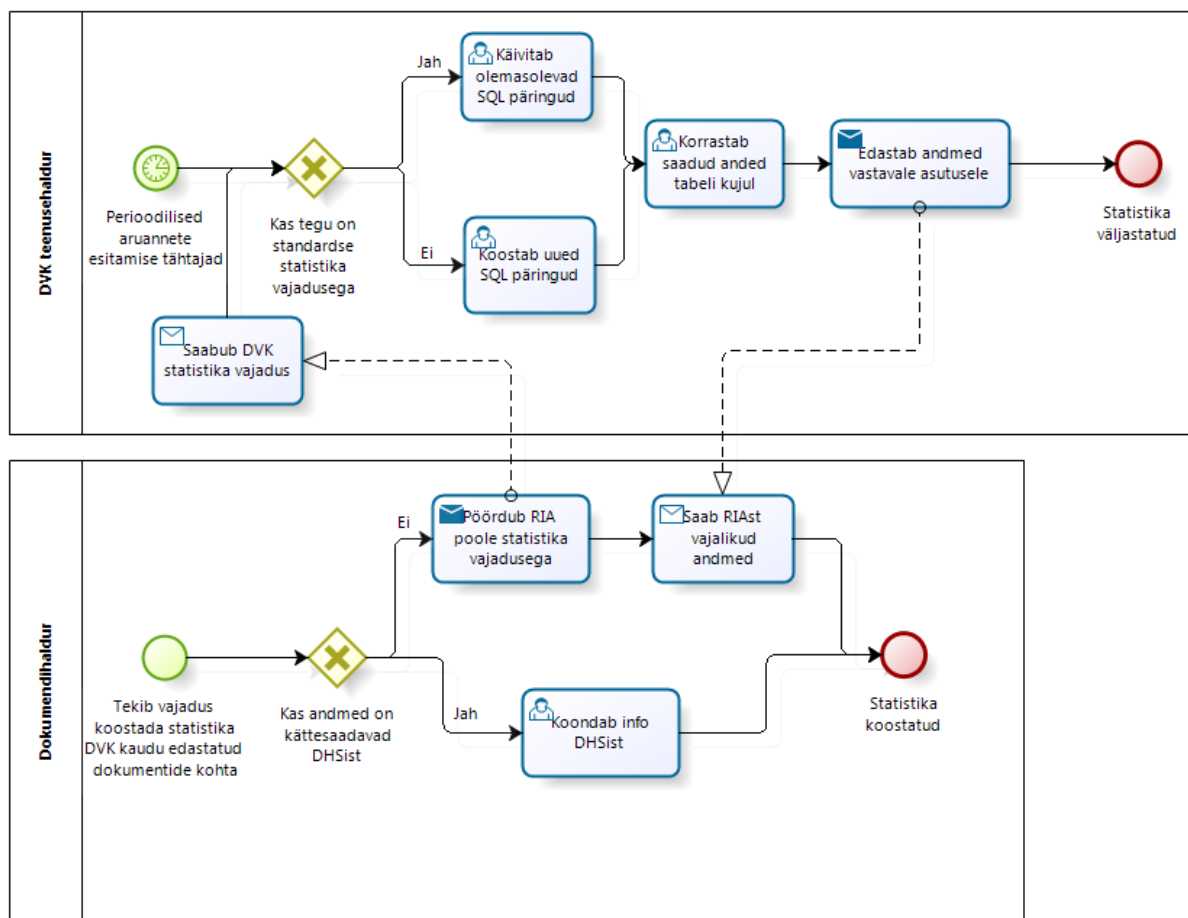 DVK teenusehaldur
Jah
Käivitab
olemasolevad
SQL päringud
Perioodilised
aruannete
esitamise tähtajad
Kas tegu on
standardse
statistika
vajadusega
Ei
Koostab uued
SQL päringud
Korrastab
saadud anded
tabeli kujul
Edastab andmed
vastavale asutusele
Statistika
väljastatud
Saabub DVK
statistika vajadus
Dokumendihaldur
Ei
Pöördub RIA
poole statistika
vajadusega
Saab RIAst
vajalikud
andmed
Tekib vajadus
koostada statistika
DVK kaudu edastatud
dokumentide kohta
Kas andmed on
kättesaadavad
DHSist
Jah
Koondab info
DHSist
Statistika
koostatud